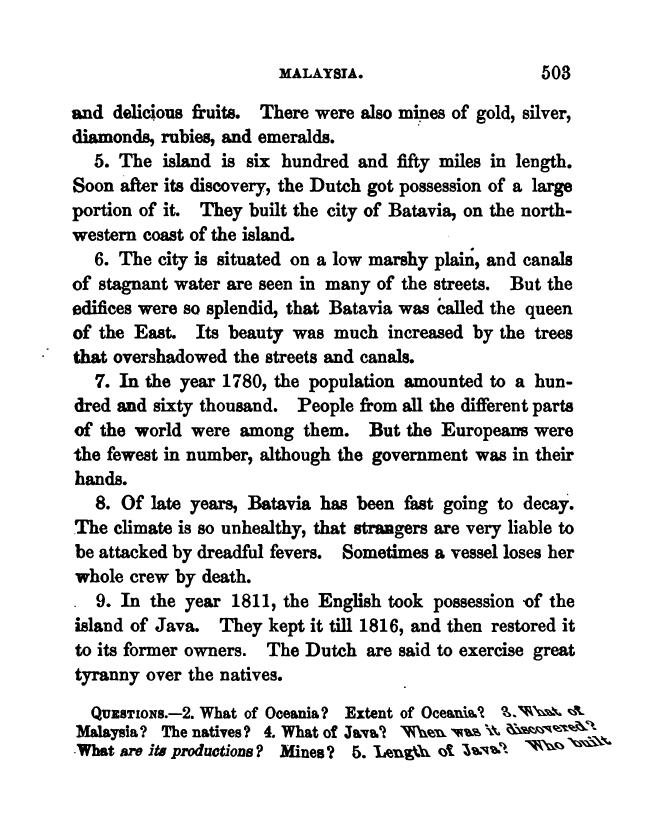 MALAYSIA. 503
and delicious fruits. There were also mines of gold, silver,
diamonds, rubies, and emeralds.
5. The island is six hundred and fifty miles in length.
Soon after its discovery, the Dutch got possession of a large
portion of it. They built the city of Batavia, on the north-
western coast of the island.
6. The city is situated on a low marshy plain, and canals
of stagnant water are seen in many of the streets. But the
edifices were so splendid, that Batavia was called the queen
of the East. Its beauty was much increased by the trees
that overshadowed the streets and canals.
7. In the year 1780, the population amounted to a hun-
dred and sixty thousand. People from all the different parts
of the world were among them. But the Europeans were
the fewest in number, although the government was in their
hands.
8. Of late years, Batavia has been fast going to decay.
The climate is so unhealthy, that strangers are very liable to
be attacked by dreadful fevers. Sometimes a vessel loses her
whole crew by death.
9. In the year 1811, the English took possession of the
island of Java. They kept it till 1816, and then restored it
to its former owners. The Dutch are said to exercise great
tyranny over the natives.
QUESTIONS.—2. What of Oceania? Extent of Oceania? 3. What of
Malaysia? The natives? 4. What of Java? When was it discovered?
What are its productions? Mines? 5. Length of Java? Who built